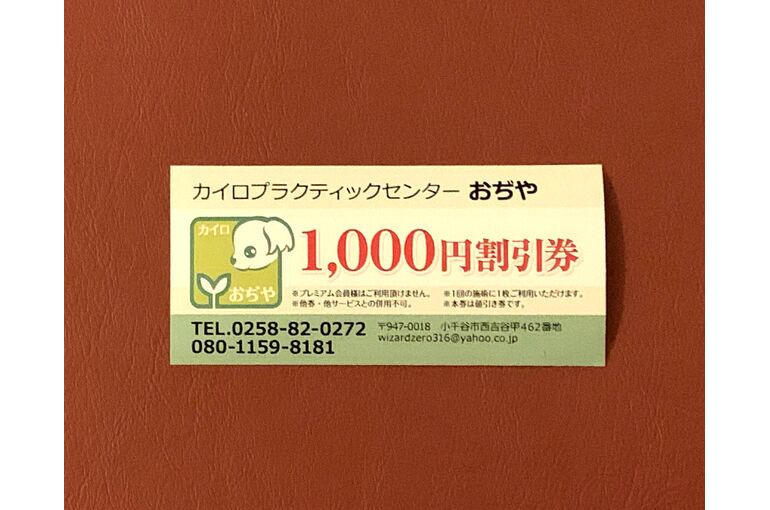 カイロプラクティックセンター おぢや
カイロ
おぢや
1,000円割引券
※プレミアム会員様はご利用頂けません。 ※1回の施術に1枚ご利用いただけます。
※他券・他サービスとの併用不可。 ※本券は値引き券です。
TEL.0258-82-0272
080-1159-8181
〒947-0018 小千谷市西吉谷甲462番地
wizardzero316@yahoo.co.jp